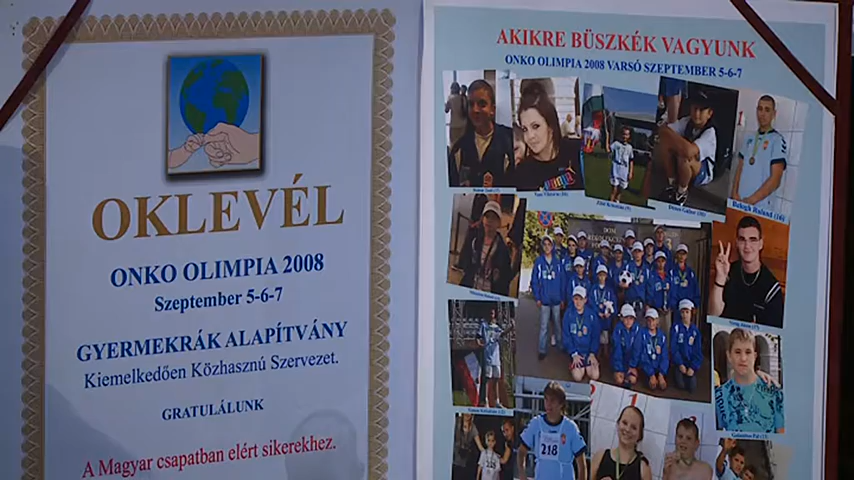 OKLEVÉL
ONKO OLIMPIA 2008
Szeptember 5-6-7
GYERMEKRÁK ALAPÍTVÁNY
Kiemelkedően Közhasznú Szervezet.
GRATULÁLUNK
A Magyar csapatban elért sikerekhez.
AKIKRE BÜSZKÉK VAGYUNK
ONKO OLIMPIA 2008 VARSÓ SZEPTEMBER 5-6-7
Balogh Roland (16)
218